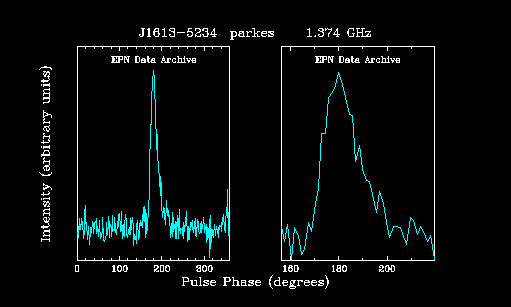 J1613-5234 parkes 1.374 GHz
EPN Data Archive
EPN Data Archive
Intensity (arbitrary units)
0 100 200 300
160 180 200
Pulse Phase (degrees)